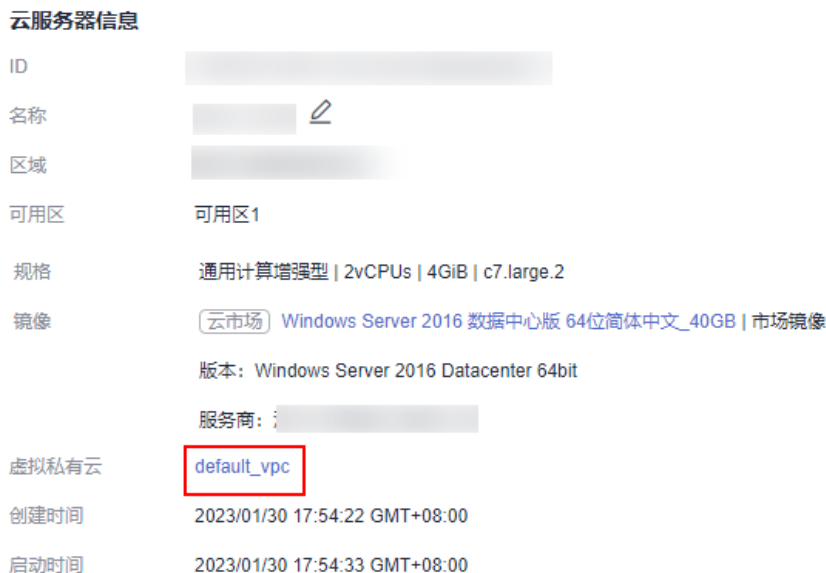 云服务器信息
ID
名称
区域
可用区 可用区1
规格 通用计算增强型 | 2vCPUs | 4GiB | c7.large.2
镜像 云市场 Windows Server 2016 数据中心版 64位简体中文_40GB | 市场镜像
版本：Windows Server 2016 Datacenter 64bit
服务商：
虚拟私有云 default_vpc
创建时间 2023/01/30 17:54:22 GMT+08:00
启动时间 2023/01/30 17:54:33 GMT+08:00